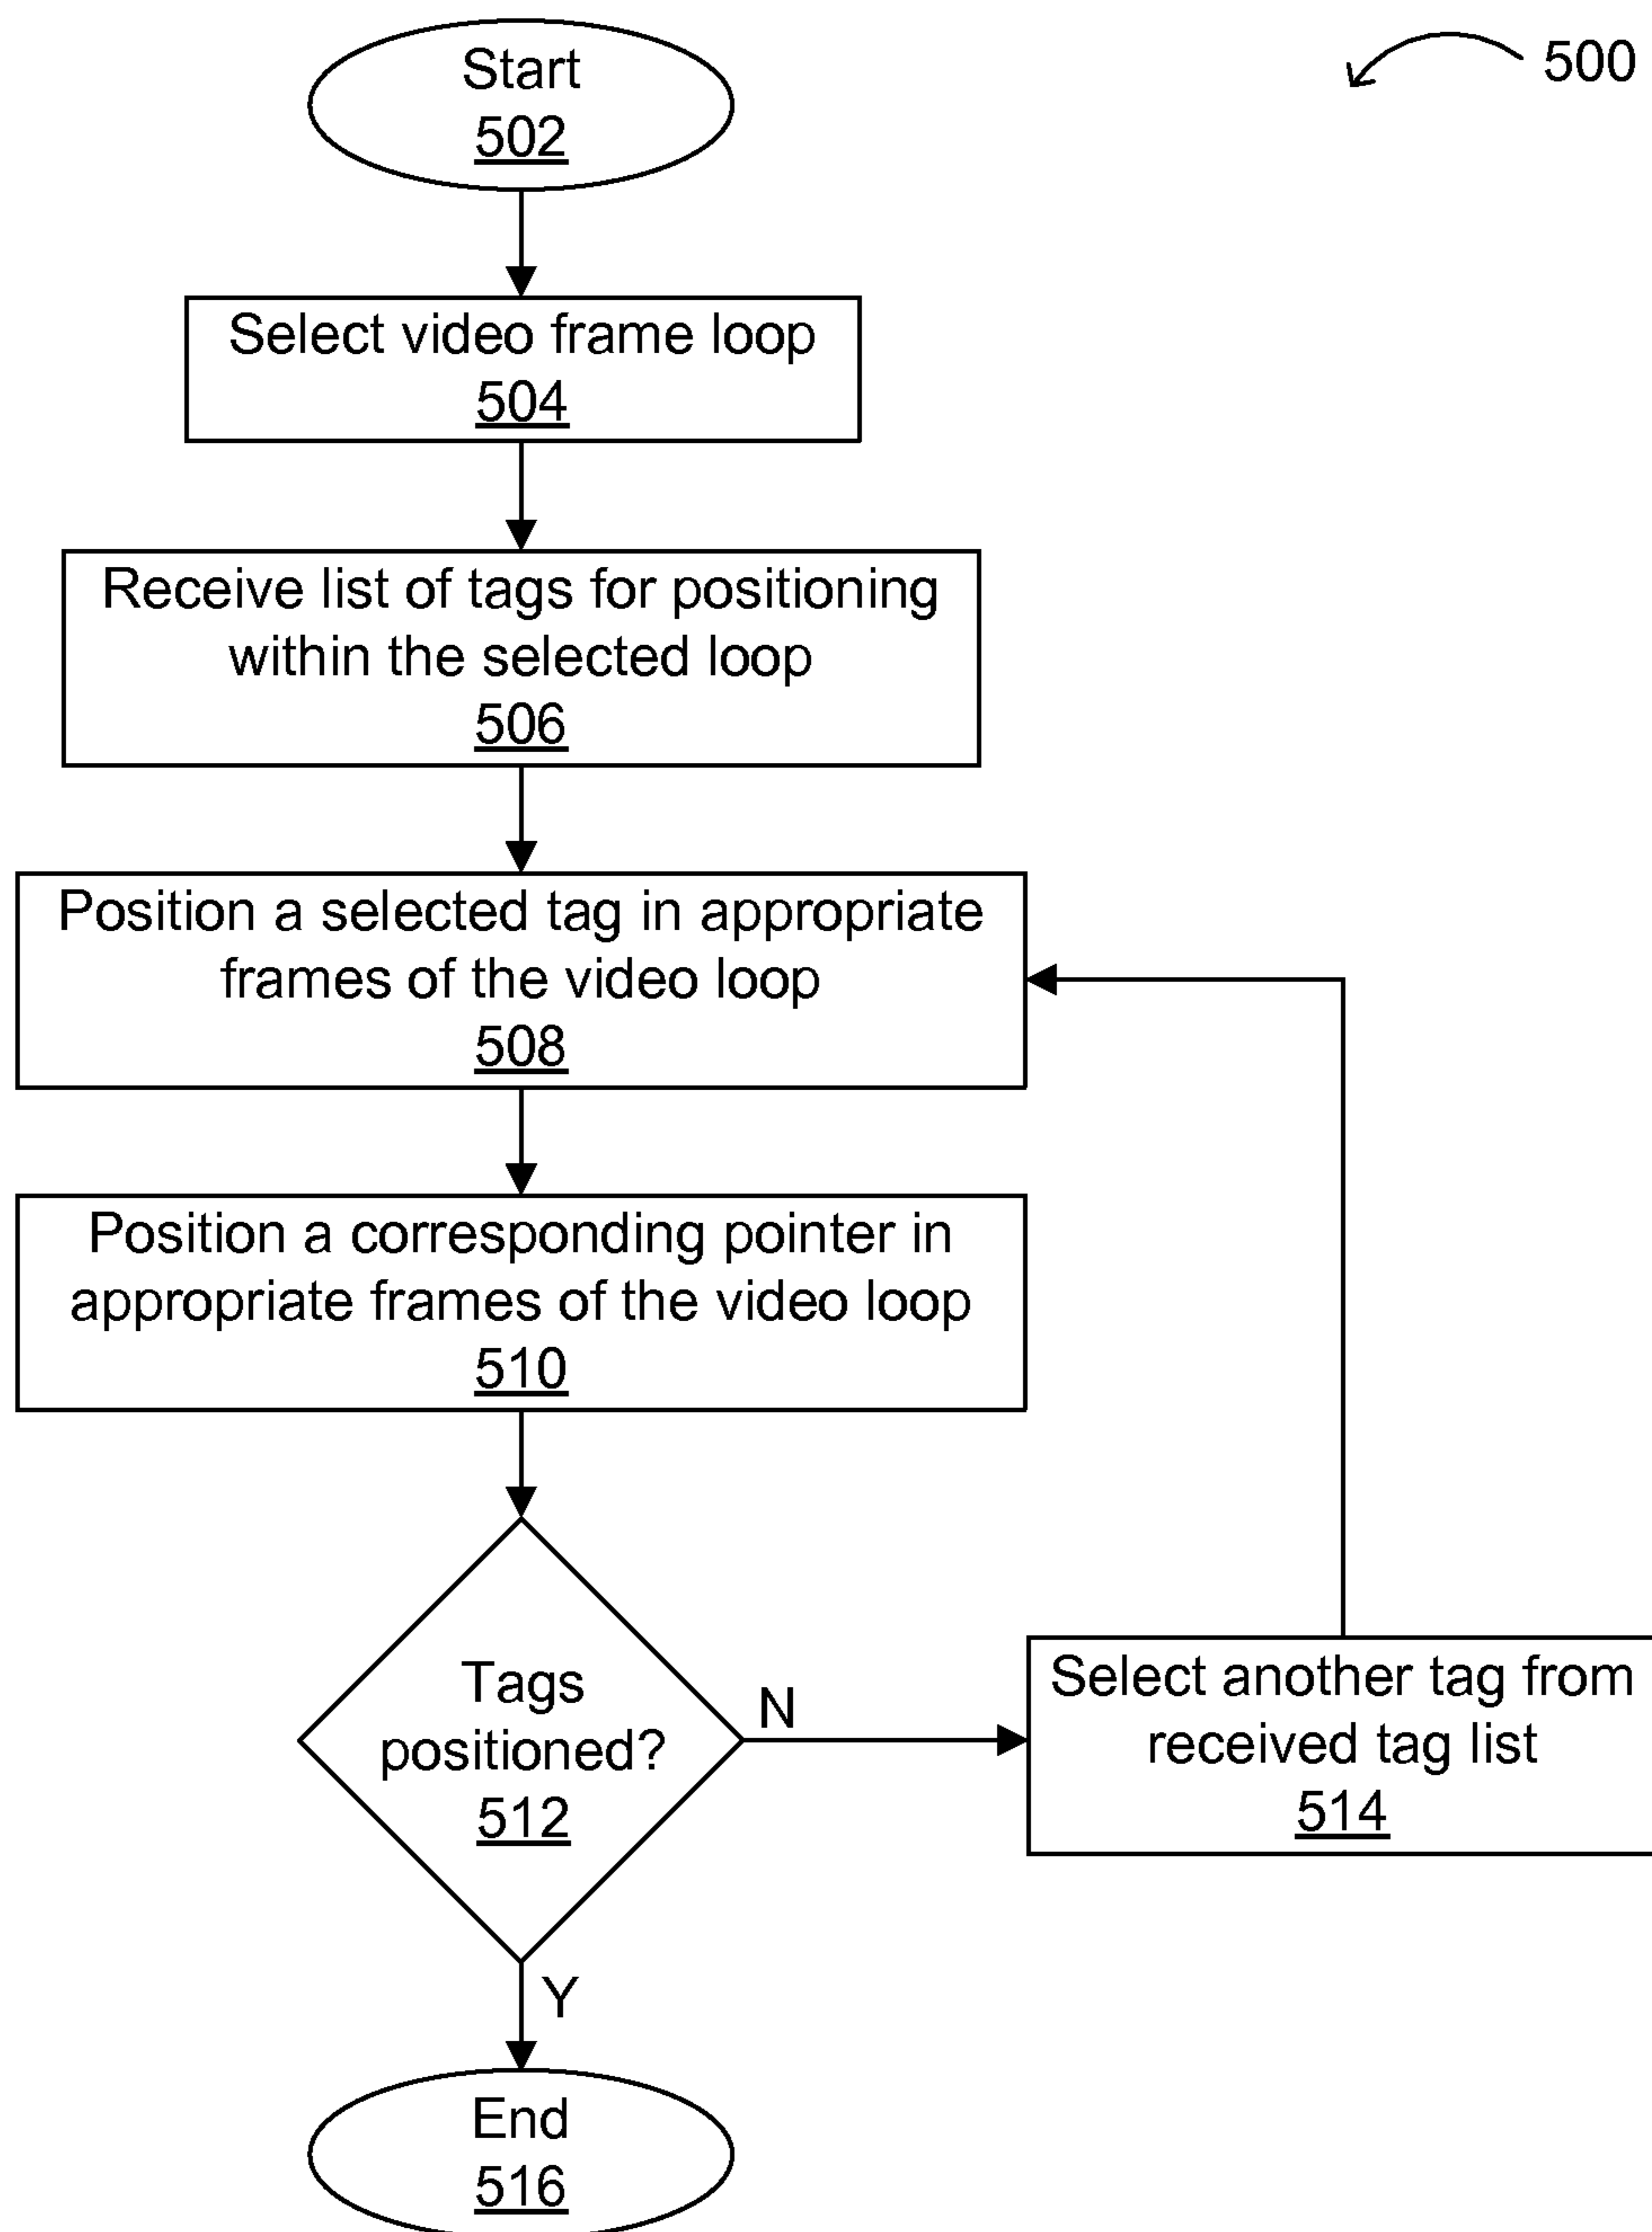 Start
502
500
Select video frame loop
504
Receive list of tags for positioning
within the selected loop
506
Position a selected tag in appropriate
frames of the video loop
508
Position a corresponding pointer in
appropriate frames of the video loop
510
Tags
positioned?
512
N
Select another tag from
received tag list
514
Y
End
516